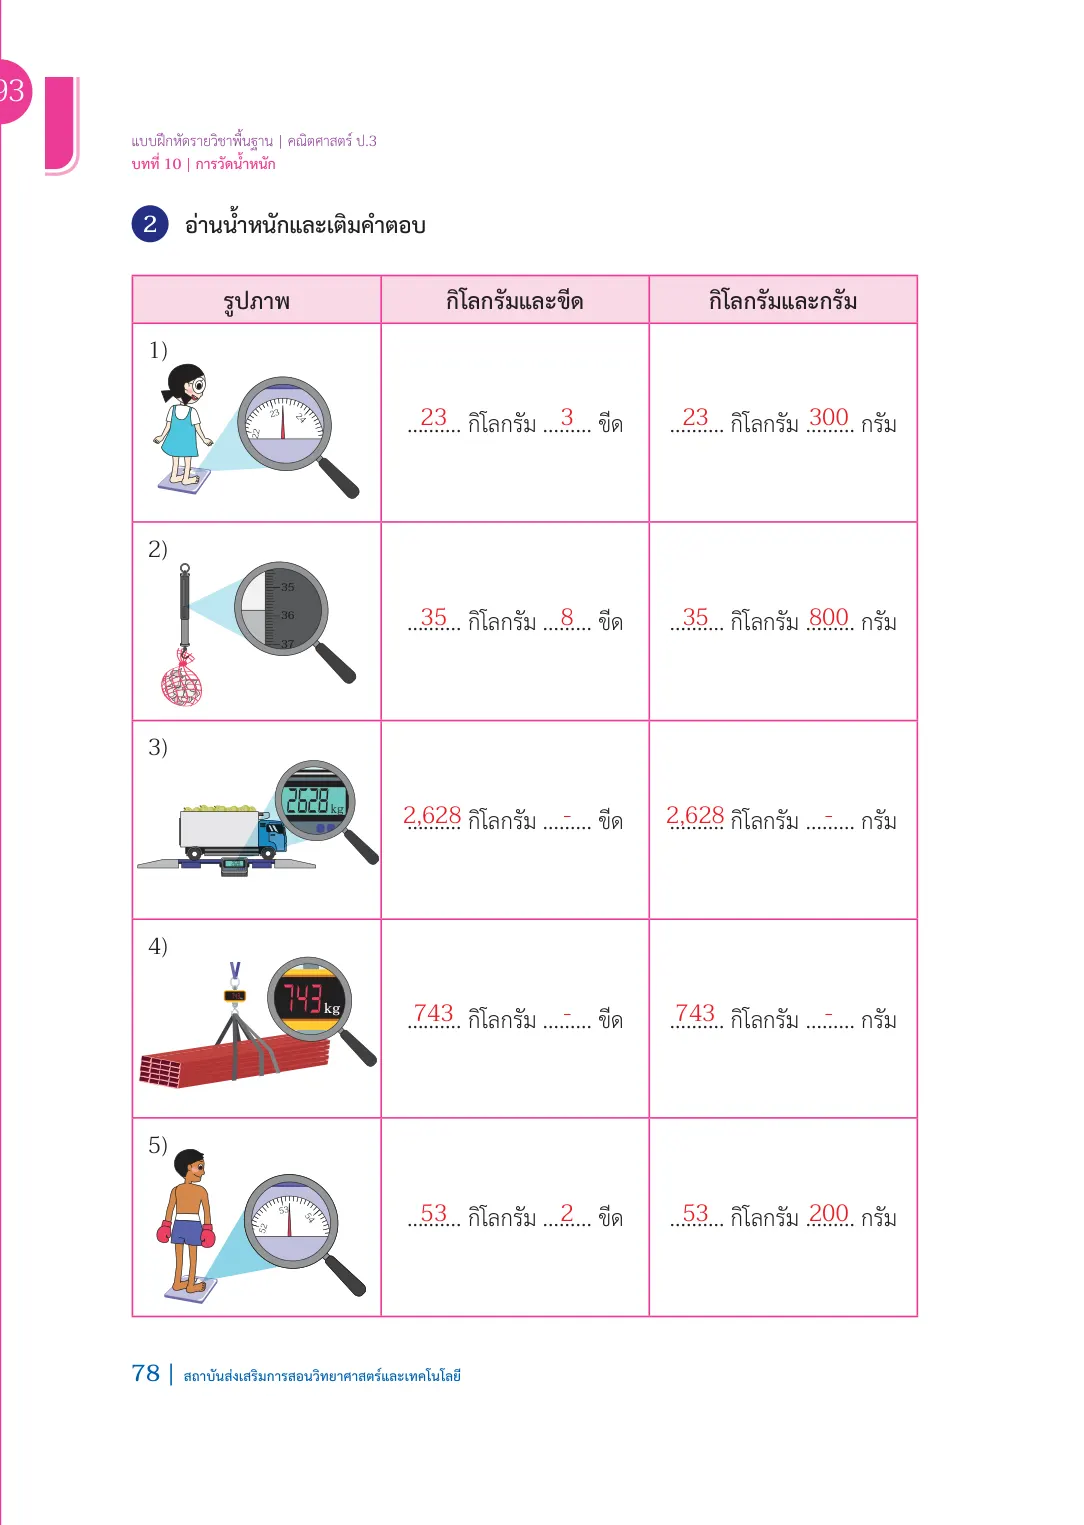 93
แบบฝึกหัดรายวิชาพื้นฐาน | คณิตศาสตร์ ป.3
บทที่ 10 | การวัดน้ำหนัก
2 อ่านน้ำหนักและเติมคำตอบ
รูปภาพ กิโลกรัมและขีด กิโลกรัมและกรัม
1)
22 23 24
23 กิโลกรัม 3 ขีด 23 กิโลกรัม 300 กรัม
2)
35
36
37
35 กิโลกรัม 8 ขีด 35 กิโลกรัม 800 กรัม
3)
2628 kg
2,628 กิโลกรัม - ขีด 2,628 กิโลกรัม - กรัม
4)
743 kg
743 กิโลกรัม - ขีด 743 กิโลกรัม - กรัม
5)
52 53 54
53 กิโลกรัม 2 ขีด 53 กิโลกรัม 200 กรัม
78 | สถาบันส่งเสริมการสอนวิทยาศาสตร์และเทคโนโลยี